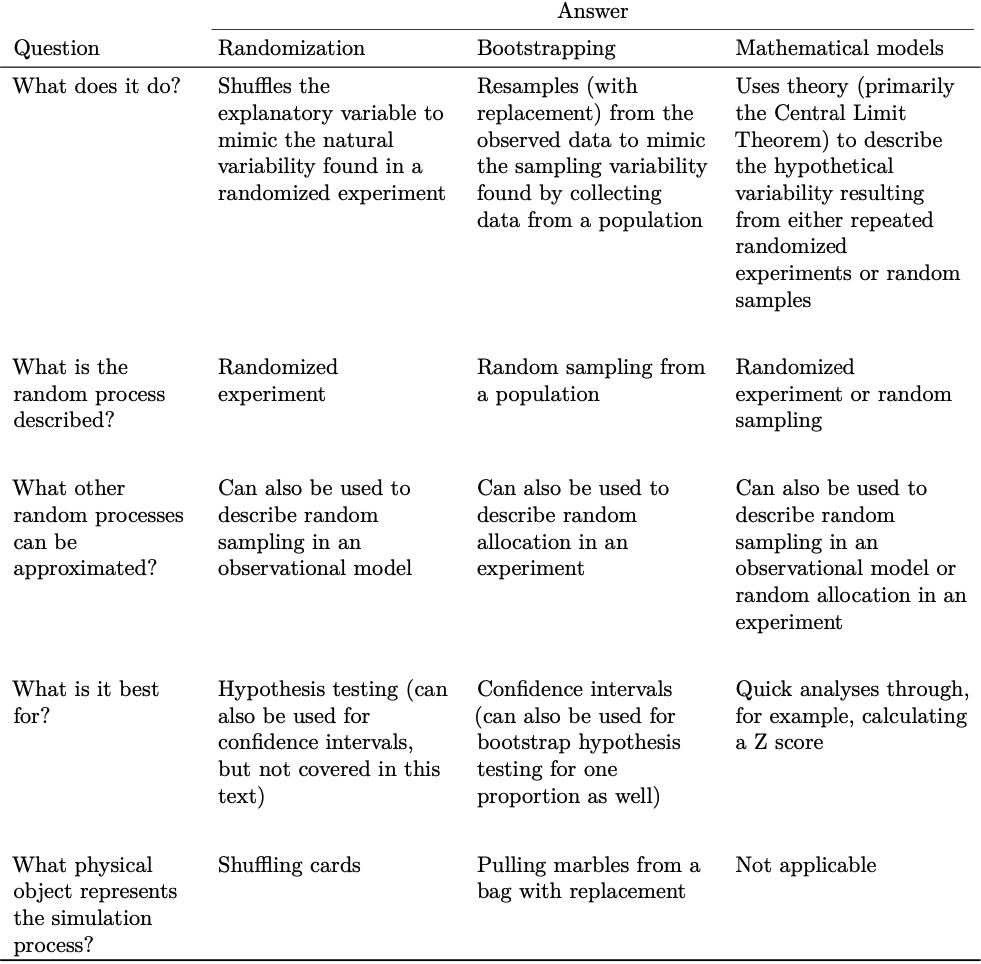 Answer
Question Randomization Bootstrapping Mathematical models
What does it do? Shuffles the Resamples (with Uses theory (primarily
explanatory variable to replacement) from the the Central Limit
mimic the natural observed data to mimic Theorem) to describe
variability found in a the sampling variability the hypothetical
randomized experiment found by collecting variability resulting
data from a population from either repeated
randomized
experiments or random
samples
What is the Randomized Random sampling from Randomized
random process experiment a population experiment or random
described? sampling
What other Can also be used to Can also be used to Can also be used to
random processes describe random describe random describe random
can be sampling in an allocation in an sampling in an
approximated? observational model experiment observational model or
random allocation in an
experiment
What is it best Hypothesis testing (can Confidence intervals Quick analyses through,
for? also be used for (can also be used for for example, calculating
confidence intervals, bootstrap hypothesis a Z score
but not covered in this testing for one
text) proportion as well)
What physical Shuffling cards Pulling marbles from a Not applicable
object represents bag with replacement
the simulation
process?